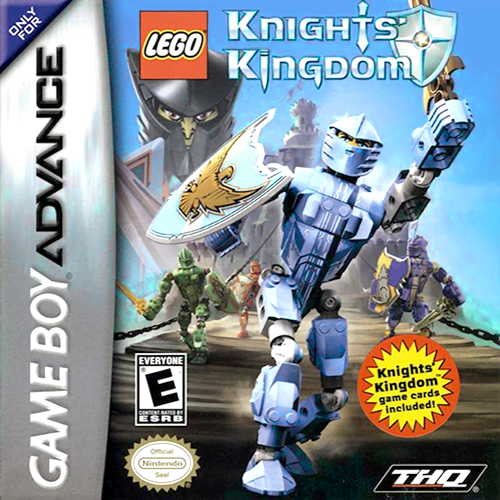 ONLY
FOR
GAME BOY ADVANCE
LEGO
KNIGHTS'
KINGDOM
EVERYONE
E
CONTENT RATED BY
ESRB
Official
Nintendo
Seal
Knights'
Kingdom™
game cards
included!
THQ